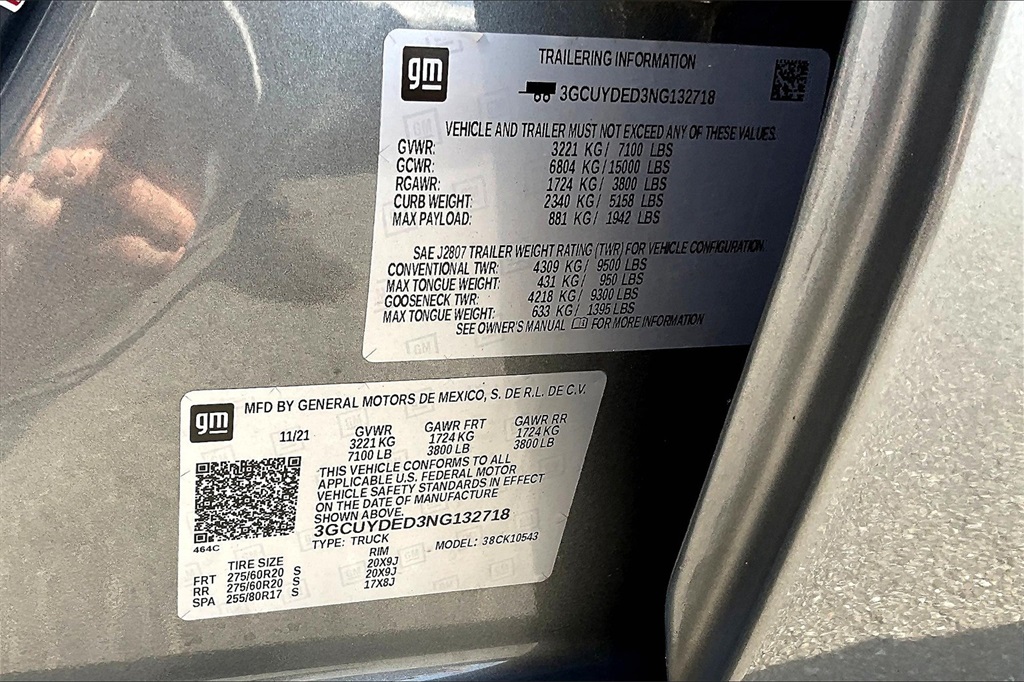 gm
TRAILERING INFORMATION
3GCUYDED3NG132718
VEHICLE AND TRAILER MUST NOT EXCEED ANY OF THESE VALUES.
GVWR: 3221 KG/ 7100 LBS
GCWR: 6804 KG/15000 LBS
RGAWR: 1724 KG/ 3800 LBS
CURB WEIGHT: 2340 KG/ 5158 LBS
MAX PAYLOAD: 881 KG/ 1942 LBS
SAE J2807 TRAILER WEIGHT RATING (TWR) FOR VEHICLE CONFIGURATION.
CONVENTIONAL TWR: 4309 KG/ 9500 LBS
MAX TONGUE WEIGHT: 431 KG/ 950 LBS
GOOSENECK TWR: 4218 KG/ 9300 LBS
MAX TONGUE WEIGHT: 633 KG/ 1395 LBS
SEE OWNER'S MANUAL FOR MORE INFORMATION
gm
MFD BY GENERAL MOTORS DE MEXICO, S. DE R.L. DE C.V.
11/21 GVWR GAWR FRT GAWR RR
3221 KG 1724 KG 1724 KG
7100 LB 3800 LB 3800 LB
THIS VEHICLE CONFORMS TO ALL
APPLICABLE U.S. FEDERAL MOTOR
VEHICLE SAFETY STANDARDS IN EFFECT
ON THE DATE OF MANUFACTURE
SHOWN ABOVE.
3GCUYDED3NG132718
464C
TYPE: TRUCK MODEL: 38CK10543
TIRE SIZE RIM
FRT 275/60R20 S 20X9J
RR 275/60R20 S 20X9J
SPA 255/80R17 S 17X8J